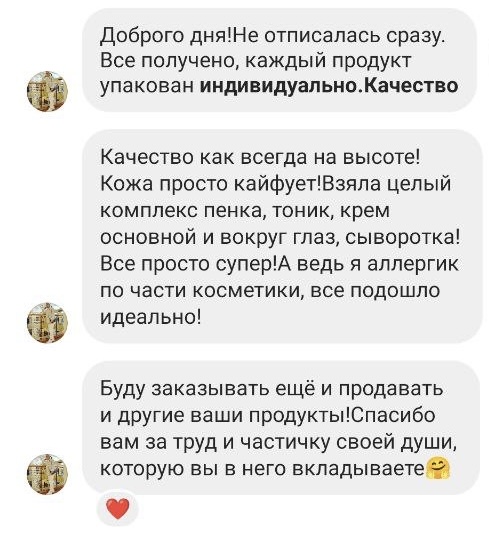 Доброго дня!Не отписалась сразу.
Все получено, каждый продукт
упакован индивидуально.Качество
Качество как всегда на высоте!
Кожа просто кайфует!Взяла целый
комплекс пенка, тоник, крем
основной и вокруг глаз, сыворотка!
Все просто супер!А ведь я аллергик
по части косметики, все подошло
идеально!
Буду заказывать ещё и продавать
и другие ваши продукты!Спасибо
вам за труд и частичку своей души,
которую вы в него вкладываете🤗
❤️